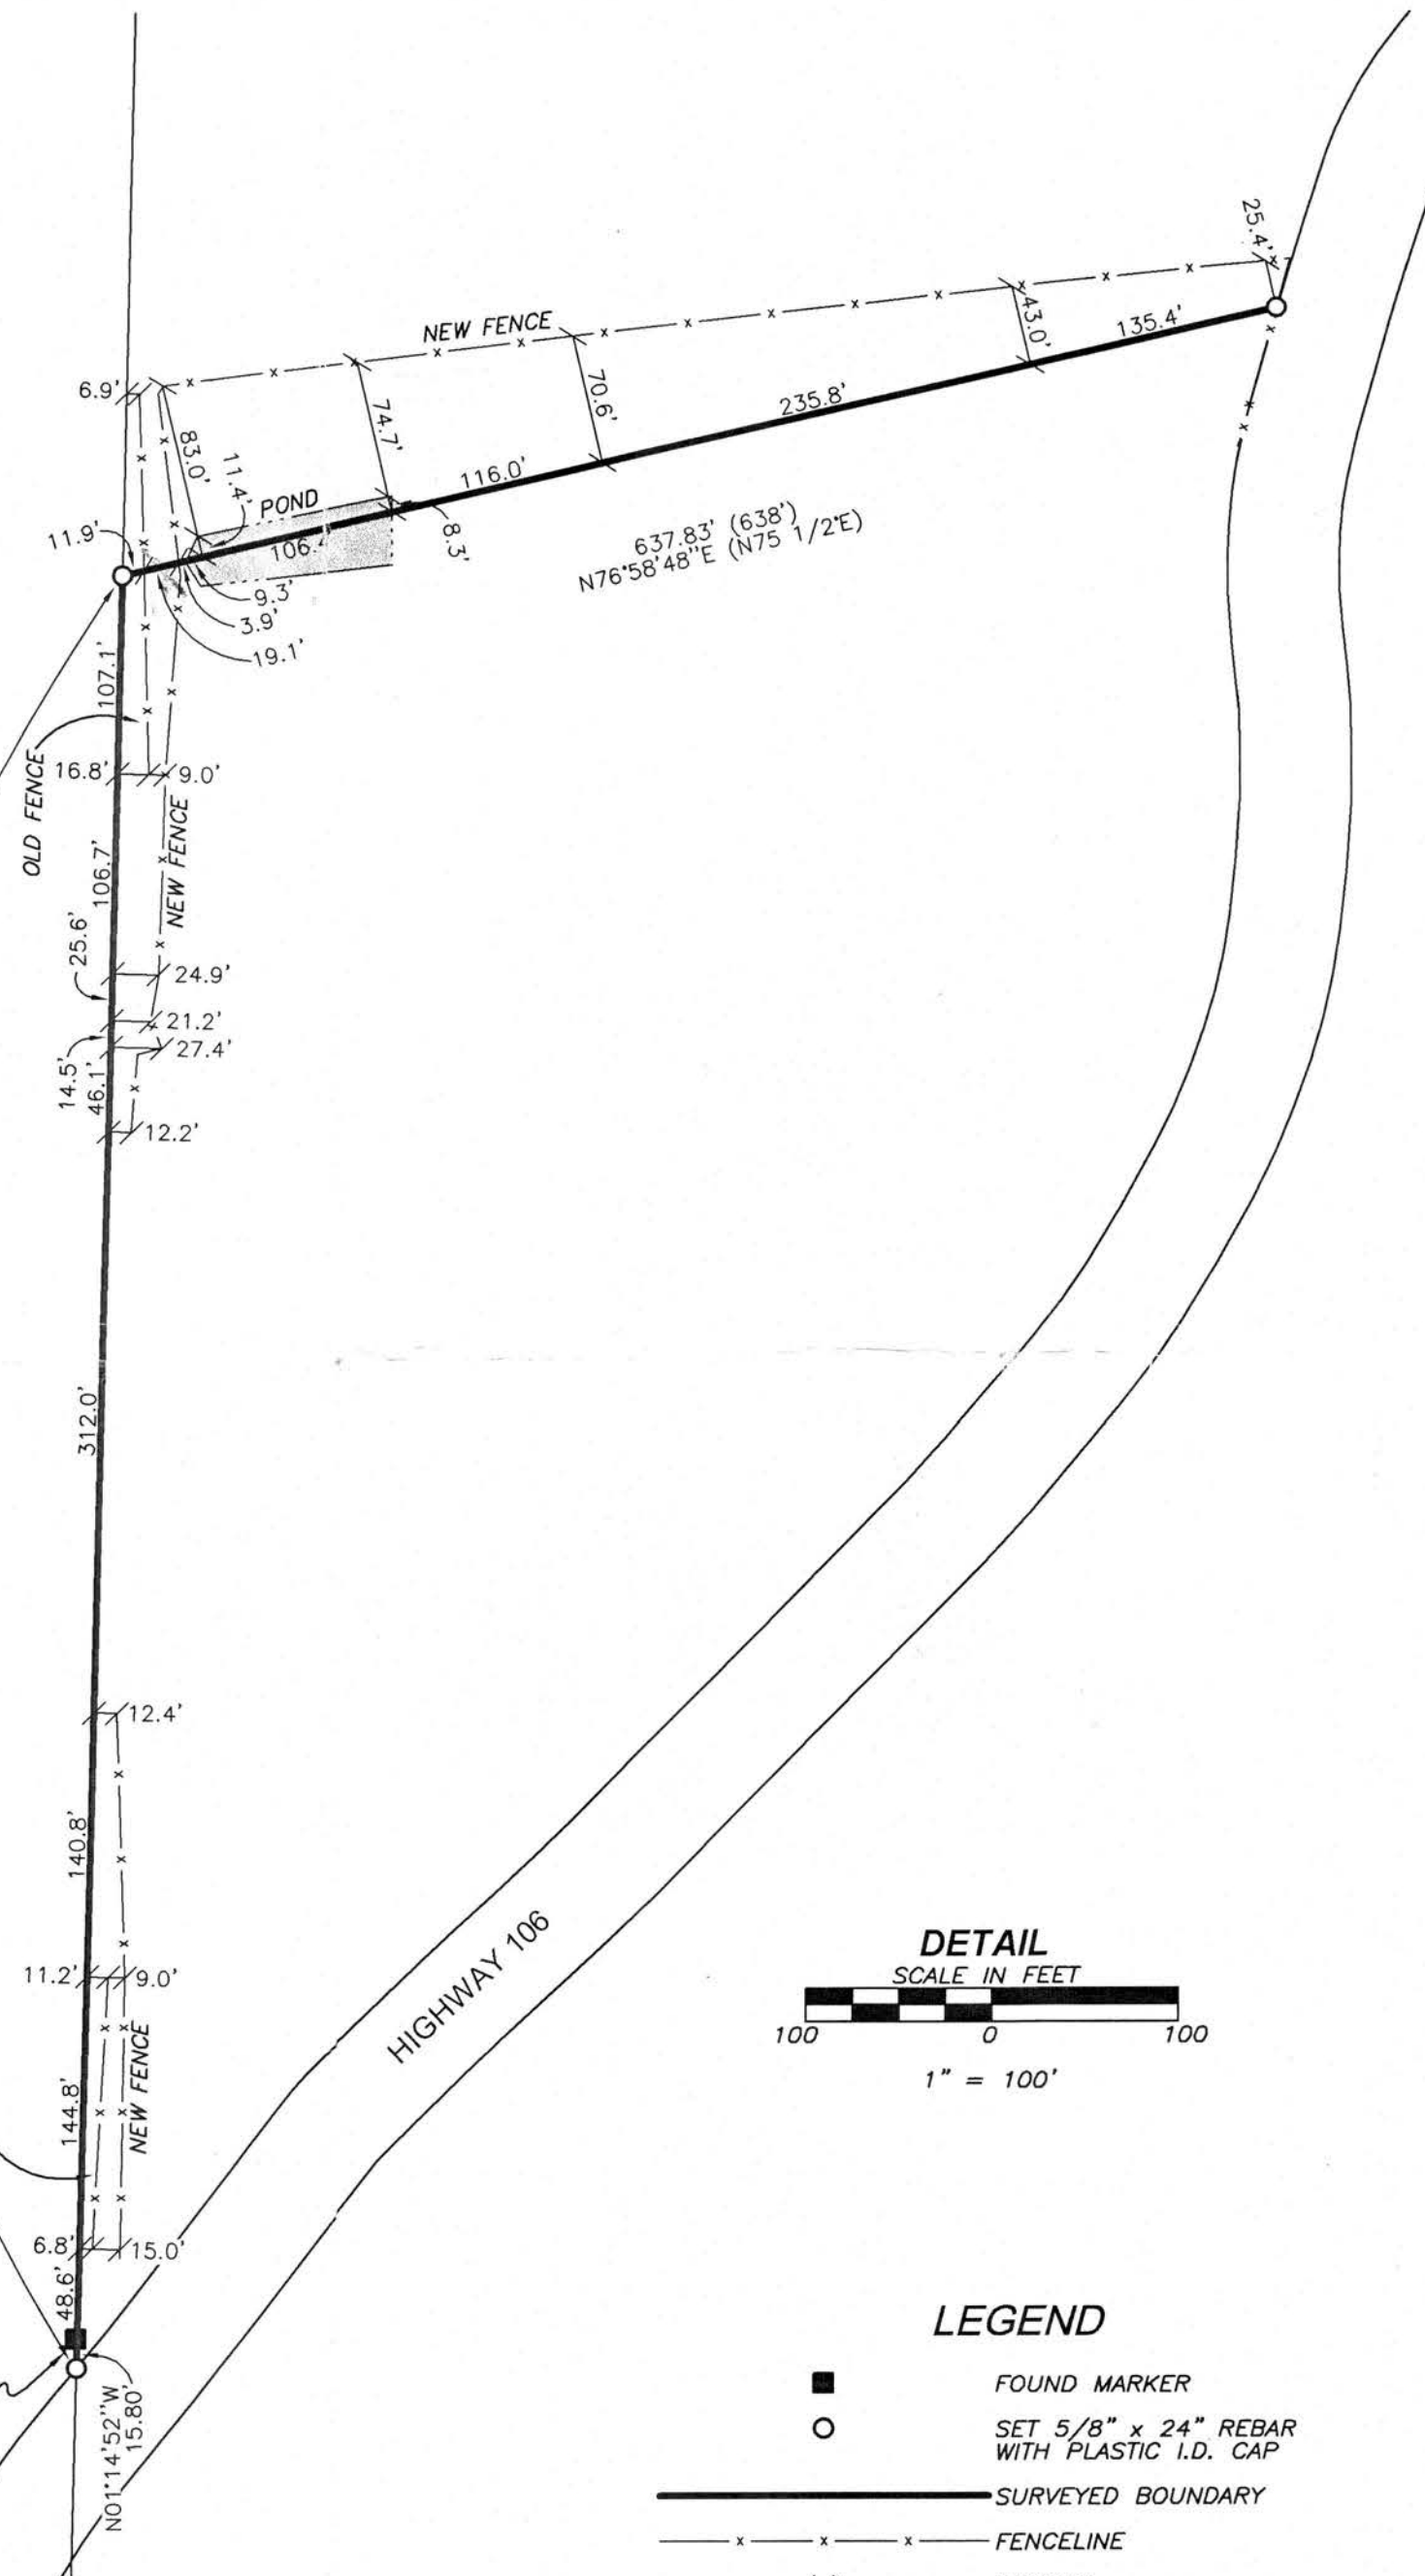 25.4'
NEW FENCE
43.0'
135.4'
6.9'
83.0'
74.7'
70.6'
235.8'
11.4'
POND
116.0'
11.9'
106.
8.3'
637.83' (638')
N76°58'48"E (N75 1/2°E)
9.3'
3.9'
19.1'
107.1'
OLD FENCE
16.8'
9.0'
106.7'
NEW FENCE
25.6'
24.9'
21.2'
14.5'
27.4'
46.1'
12.2'
312.0'
12.4'
140.8'
11.2'
9.0'
HIGHWAY 106
144.8'
NEW FENCE
6.8'
15.0'
48.6'
N01°14'52"W
15.80'
DETAIL
SCALE IN FEET
100 0 100
1" = 100'
LEGEND
FOUND MARKER
SET 5/8" x 24" REBAR
WITH PLASTIC I.D. CAP
SURVEYED BOUNDARY
x x x FENCELINE